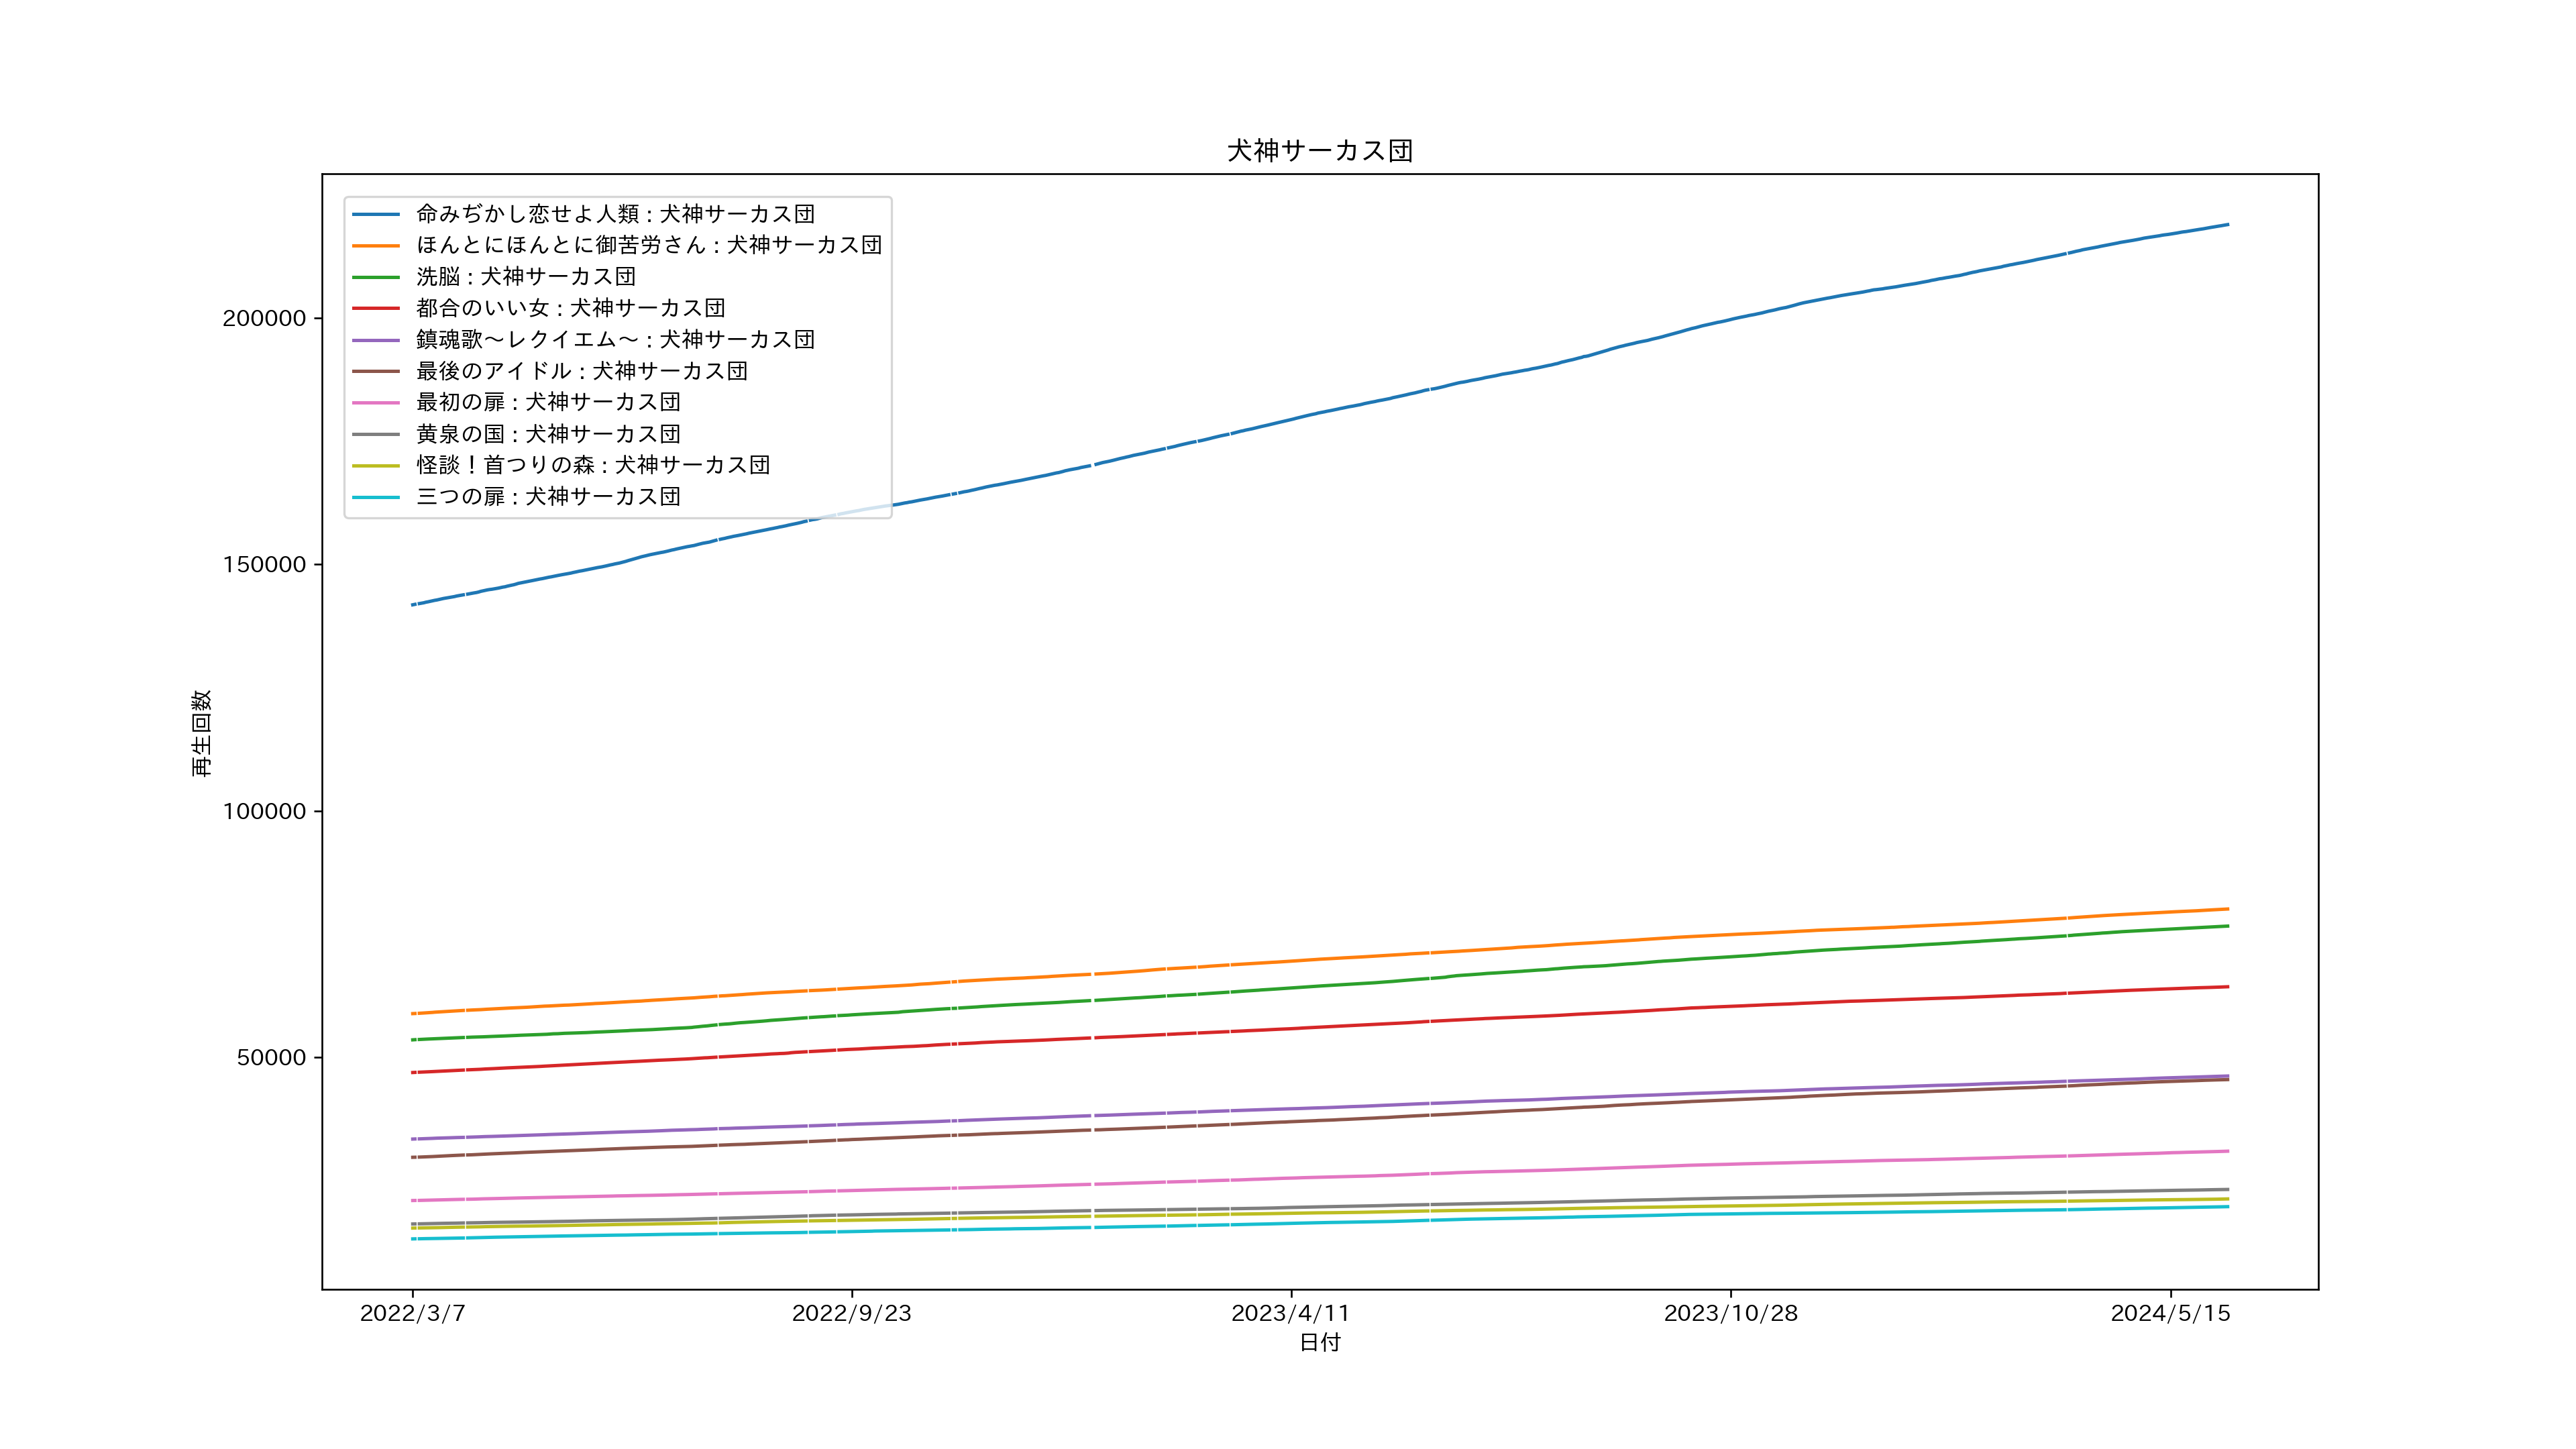 犬神サーカス団
命みぢかし恋せよ人類 : 犬神サーカス団
ほんとにほんとに御苦労さん : 犬神サーカス団
洗脳 : 犬神サーカス団
都合のいい女 : 犬神サーカス団
鎮魂歌～レクイエム～ : 犬神サーカス団
最後のアイドル : 犬神サーカス団
最初の扉 : 犬神サーカス団
黄泉の国 : 犬神サーカス団
怪談！首つりの森 : 犬神サーカス団
三つの扉 : 犬神サーカス団
200000
150000
100000
50000
再生回数
2022/3/7
2022/9/23
2023/4/11
2023/10/28
2024/5/15
日付